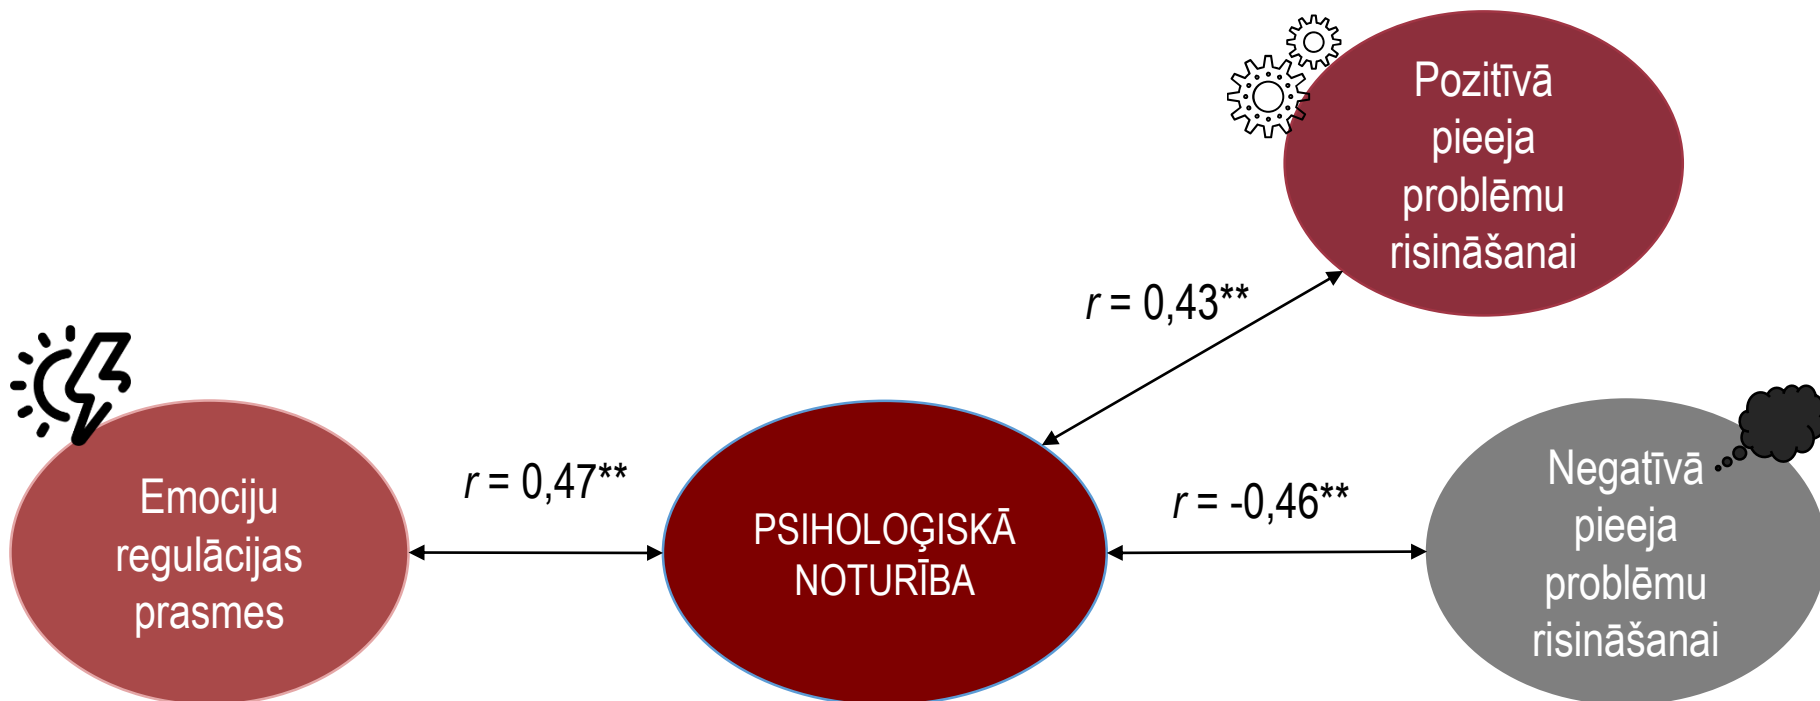 Pozitīvā
pieeja
problēmu
risināšanai
r = 0,43**
Emociju
regulācijas
prasmes
r = 0,47**
PSIHOLOĢISKĀ
NOTURĪBA
r = -0,46**
Negatīvā
pieeja
problēmu
risināšanai